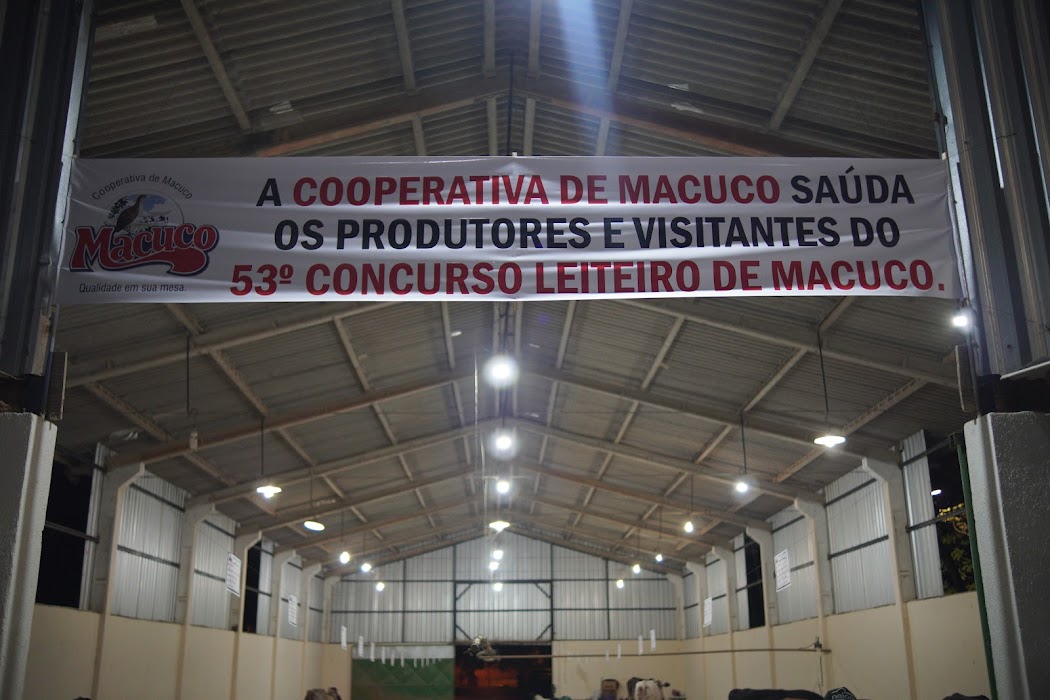 Cooperativa de Macuco
Macuco
Qualidade em sua mesa.
A COOPERATIVA DE MACUCO SAÚDA
OS PRODUTORES E VISITANTES DO
53º CONCURSO LEITEIRO DE MACUCO.